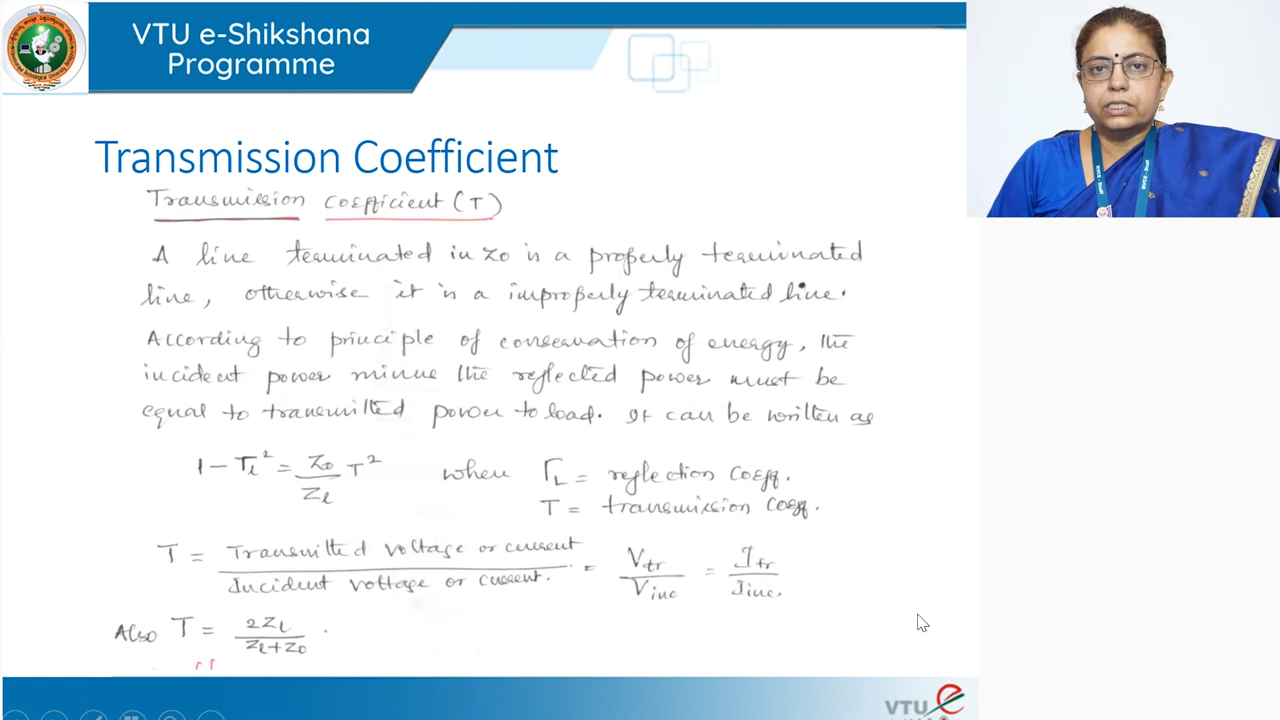 VTU e-Shikshana
Programme
Transmission Coefficient
Transmission coefficient (T)
A line terminated in Zo is a properly terminated
line, otherwise it is a improperly terminated line.
According to principle of conservation of energy, the
incident power minus the reflected power must be
equal to transmitted power to load. It can be written as
1 - Γl² = Zo/Zl T² when ΓL = reflection coeff.
T = transmission coeff.
T = Transmitted voltage or current / Incident voltage or current. = Vtr/Vinc = Itr/Iinc.
Also T = 2Zl/Zl+Zo .
VTU e